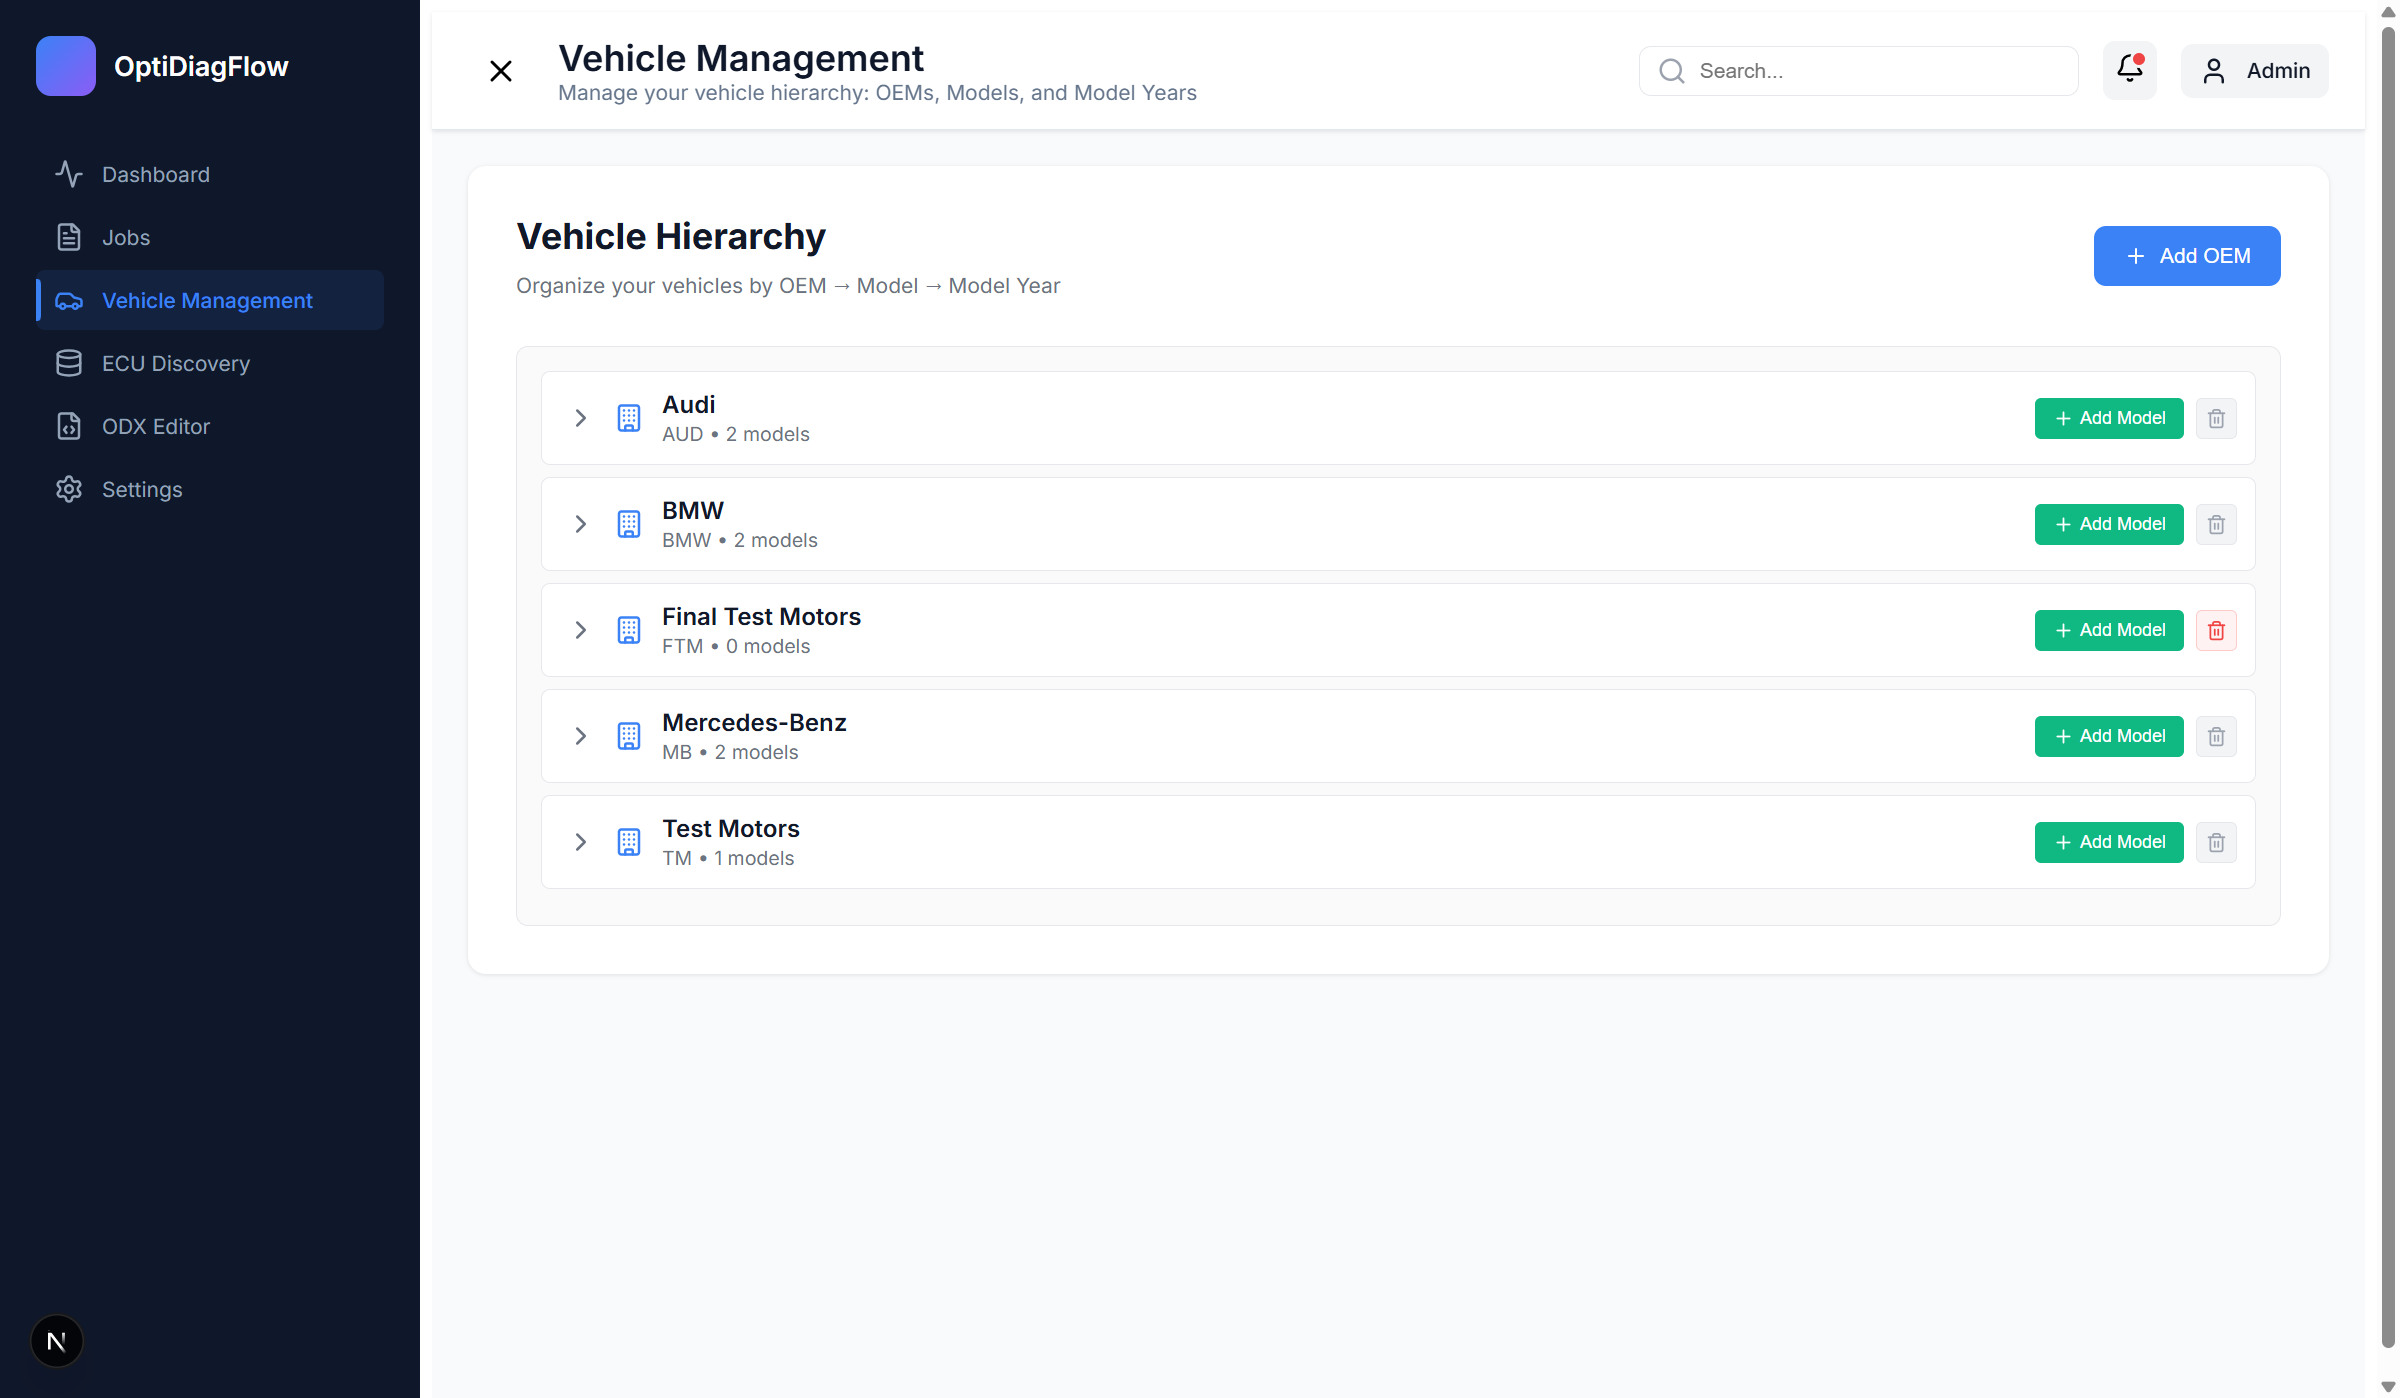 OptiDiagFlow
Dashboard
Jobs
Vehicle Management
ECU Discovery
ODX Editor
Settings
N
Vehicle Management
Manage your vehicle hierarchy: OEMs, Models, and Model Years
Search...
Admin
Vehicle Hierarchy
Organize your vehicles by OEM → Model → Model Year
+ Add OEM
Audi
AUD • 2 models
+ Add Model
BMW
BMW • 2 models
+ Add Model
Final Test Motors
FTM • 0 models
+ Add Model
Mercedes-Benz
MB • 2 models
+ Add Model
Test Motors
TM • 1 models
+ Add Model